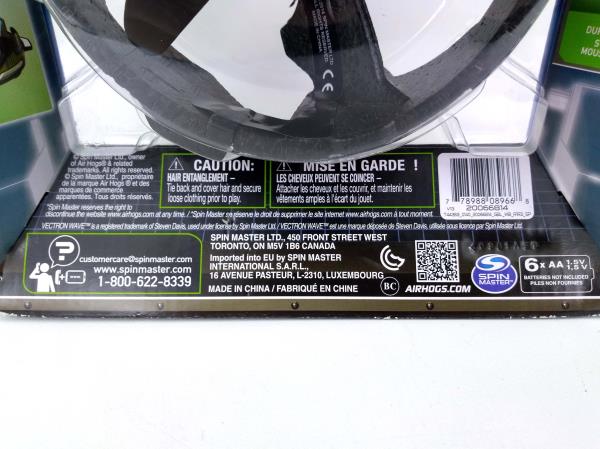 DUR
S
MOUS
CE
© Spin Master Ltd., owner
of Air Hogs® & related
trademarks. All rights reserved.
© Spin Master Ltd., propriétaire
de la marque Air Hogs® et des
marques de commerce
apparentées. Tous droits réservés.
CAUTION:
HAIR ENTANGLEMENT –
Tie back and cover hair and secure
loose clothing prior to play.
MISE EN GARDE !
LES CHEVEUX PEUVENT SE COINCER –
Attacher les cheveux et les couvrir, et maintenir les
vêtements amples à l'écart du jouet.
7 78988 08966 8
V3 20056814
*Spin Master reserves the right to
discontinue the website www.airhogs.com at any time. / *Spin Master se réserve le droit de supprimer le site internet www.airhogs.com à tout moment.
VECTRON WAVE™ is a registered trademark of Steven Davis, used under license by Spin Master Ltd. / VECTRON WAVE™ est une marque déposée de Steven Davis, utilisée sous licence par Spin Master Ltd.
customercare@spinmaster.com
www.spinmaster.com
1-800-622-8339
SPIN MASTER LTD., 450 FRONT STREET WEST
TORONTO, ON M5V 1B6 CANADA
Imported into EU by SPIN MASTER
INTERNATIONAL S.A.R.L.,
16 AVENUE PASTEUR, L-2310, LUXEMBOURG
MADE IN CHINA / FABRIQUÉ EN CHINE
BC
AIRHOGS.COM
SPIN
MASTER™
6 x AA 1.5V
1,5 V
BATTERIES NOT INCLUDED
PILES NON FOURNIES